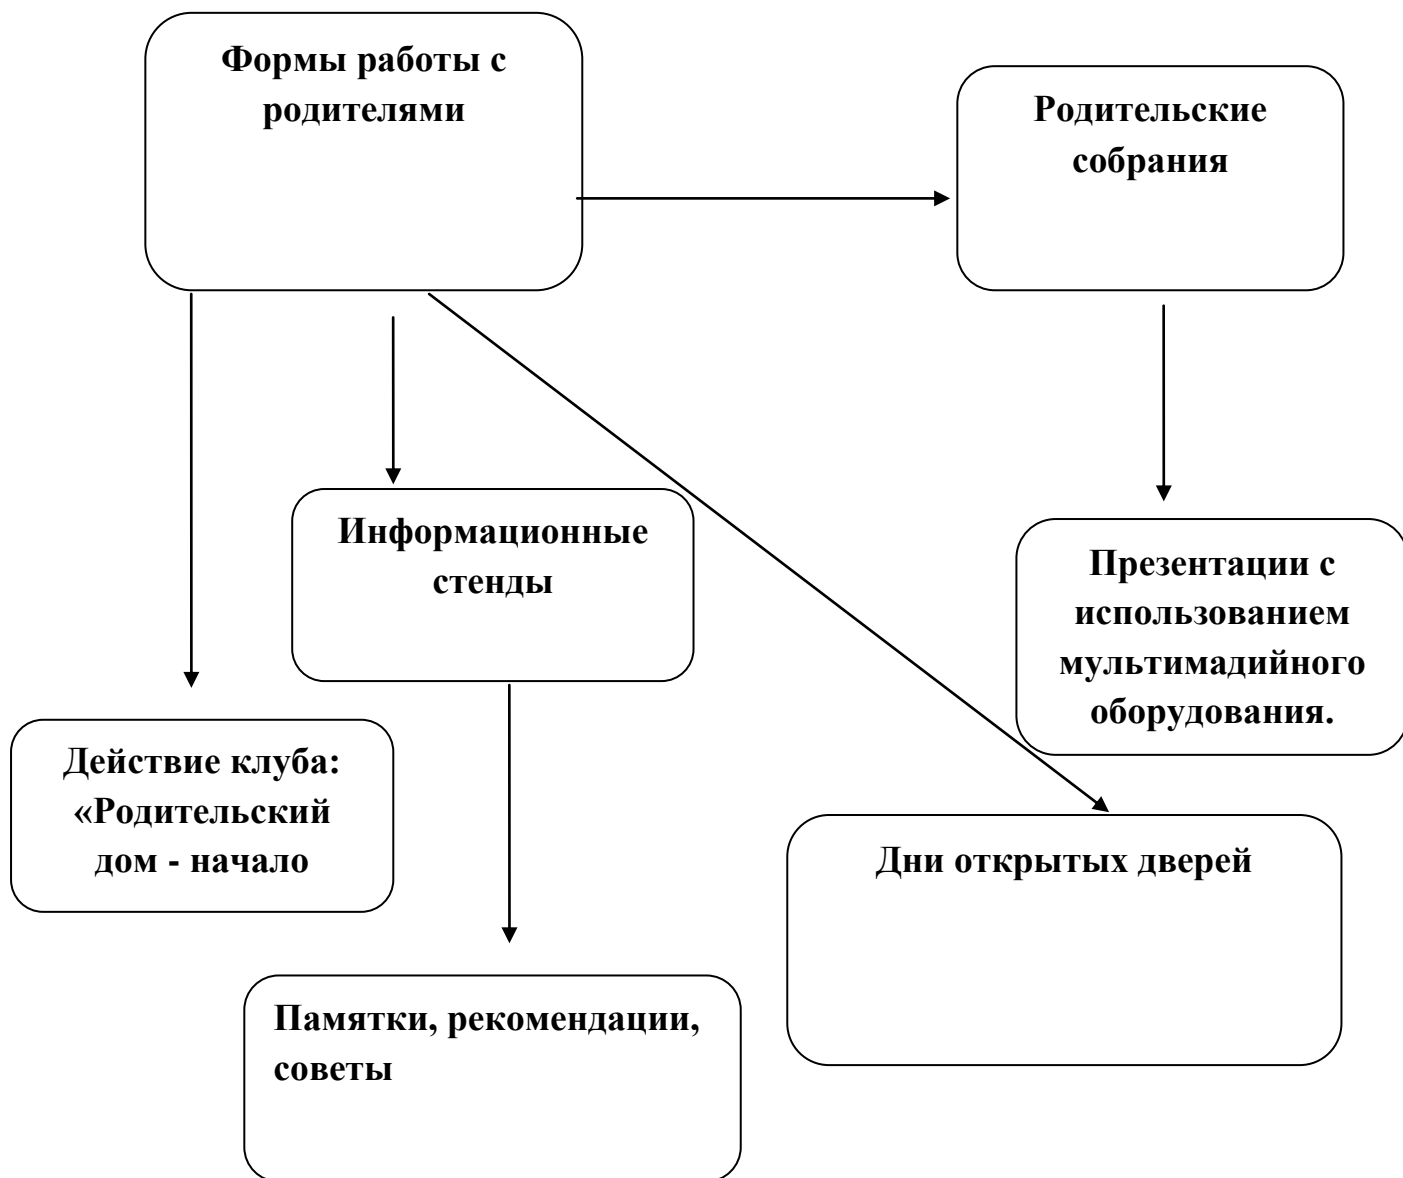 Формы работы с
родителями
Родительские
собрания
Информационные
стенды
Презентации с
использованием
мультимадийного
оборудования.
Действие клуба:
«Родительский
дом - начало
Дни открытых дверей
Памятки, рекомендации,
советы